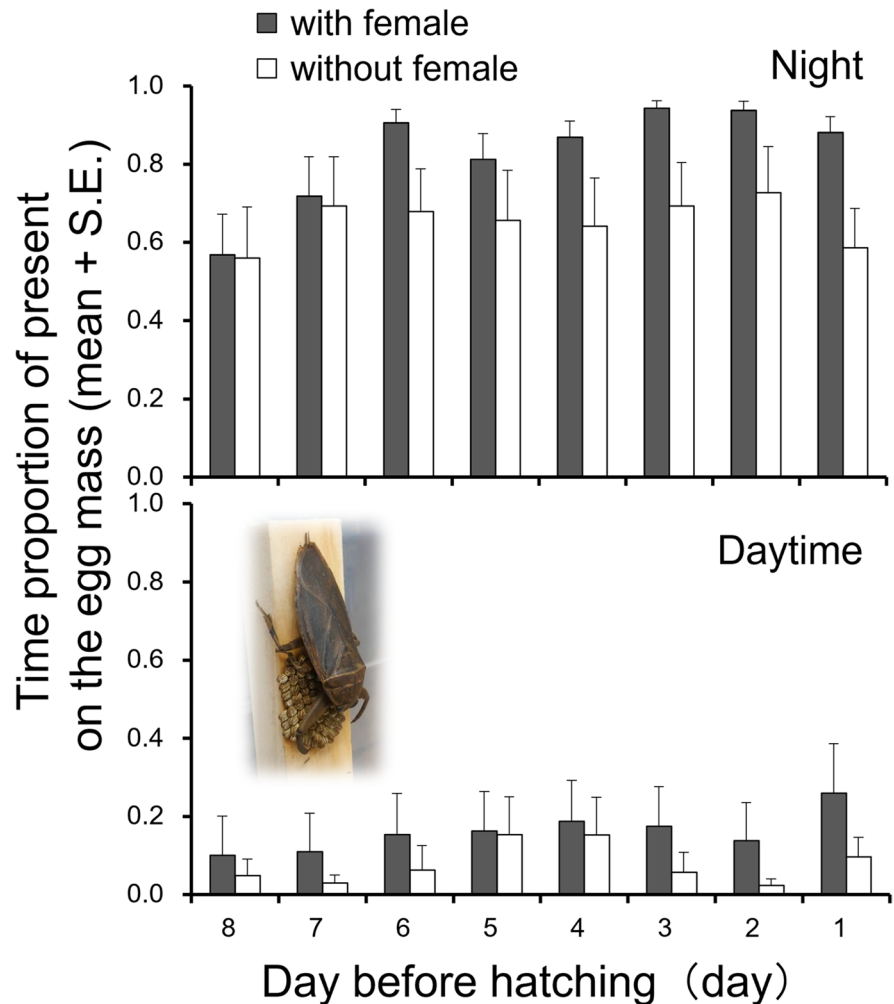 with female
without female
Night
1.0
0.8
0.6
0.4
0.2
0.0
Daytime
1.0
0.8
0.6
0.4
0.2
0.0
8 7 6 5 4 3 2 1
Day before hatching（day）
Time proportion of present
on the egg mass (mean + S.E.)